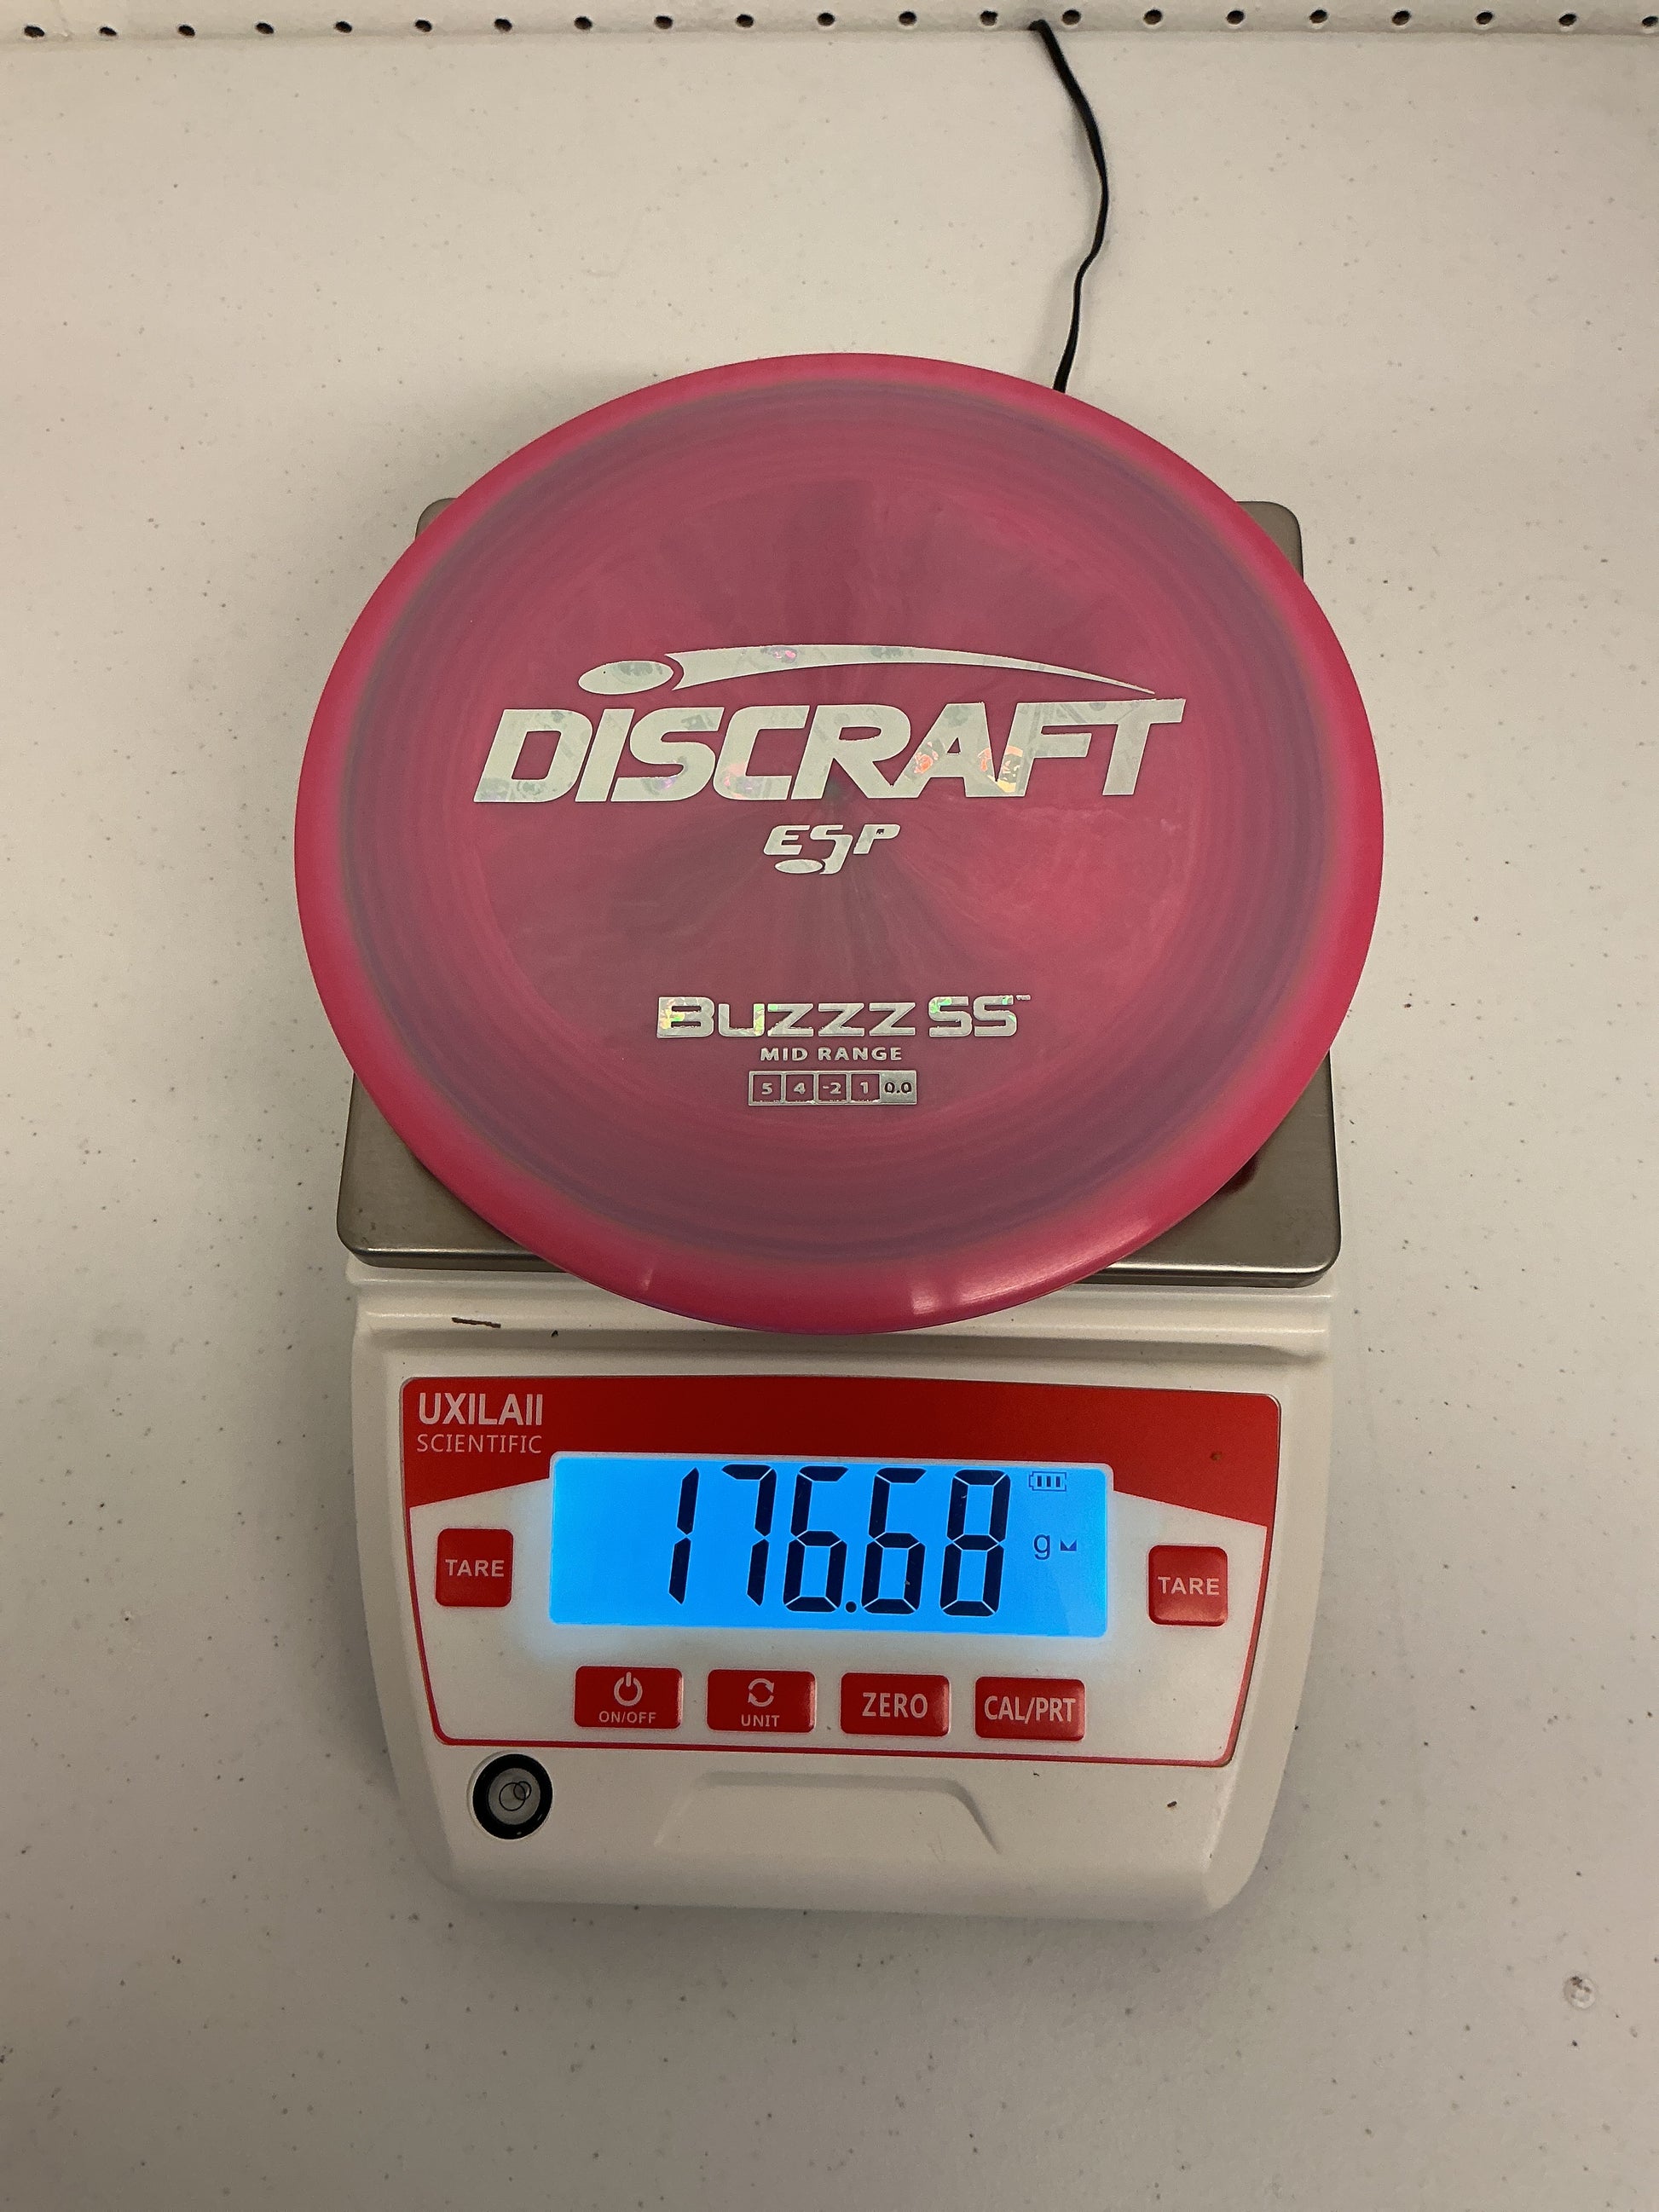 DISCRAFT
ESP
BUZZZ SS™
MID RANGE
5 4 -2 1 0.0
UXILAII
SCIENTIFIC
176.68 g
TARE
TARE
ON/OFF
UNIT
ZERO
CAL/PRT